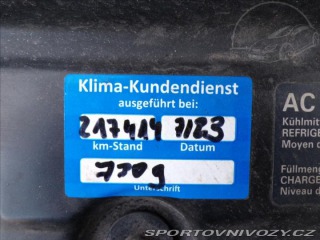 Klima-Kundendienst
ausgeführt bei:
217414 7/23
km-Stand Datum
770g
Unterschrift
AC
Kühlmitt
REFRIGE
Moyen d
Füllmeng
CHARGE
Niveau d
SPORTOVNIVOZY.CZ